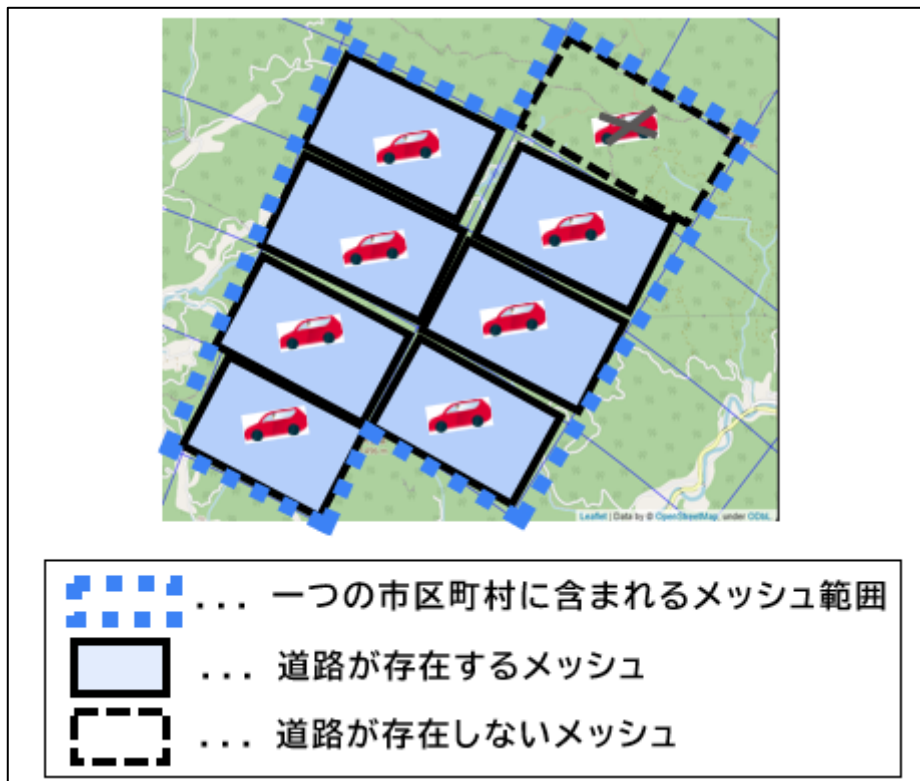 Leaflet | Data by © OpenStreetMap, under ODbL.
... 一つの市区町村に含まれるメッシュ範囲
... 道路が存在するメッシュ
... 道路が存在しないメッシュ